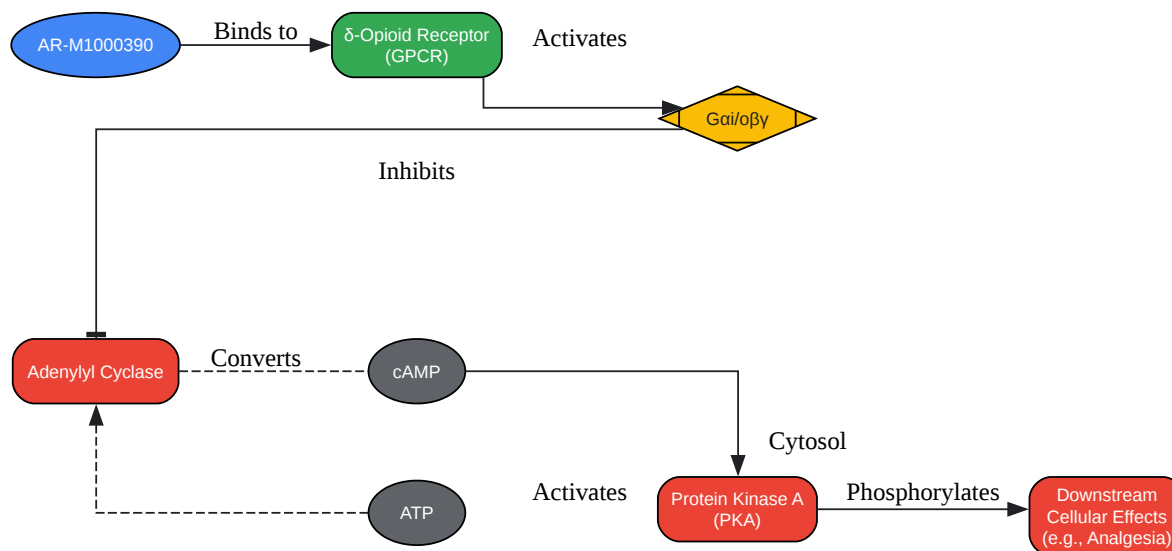 AR-M1000390
Binds to
δ-Opioid Receptor
(GPCR)
Activates
Gαi/oβγ
Inhibits
Adenylyl Cyclase
Converts
cAMP
Cytosol
ATP
Activates
Protein Kinase A
(PKA)
Phosphorylates
Downstream
Cellular Effects
(e.g., Analgesia)